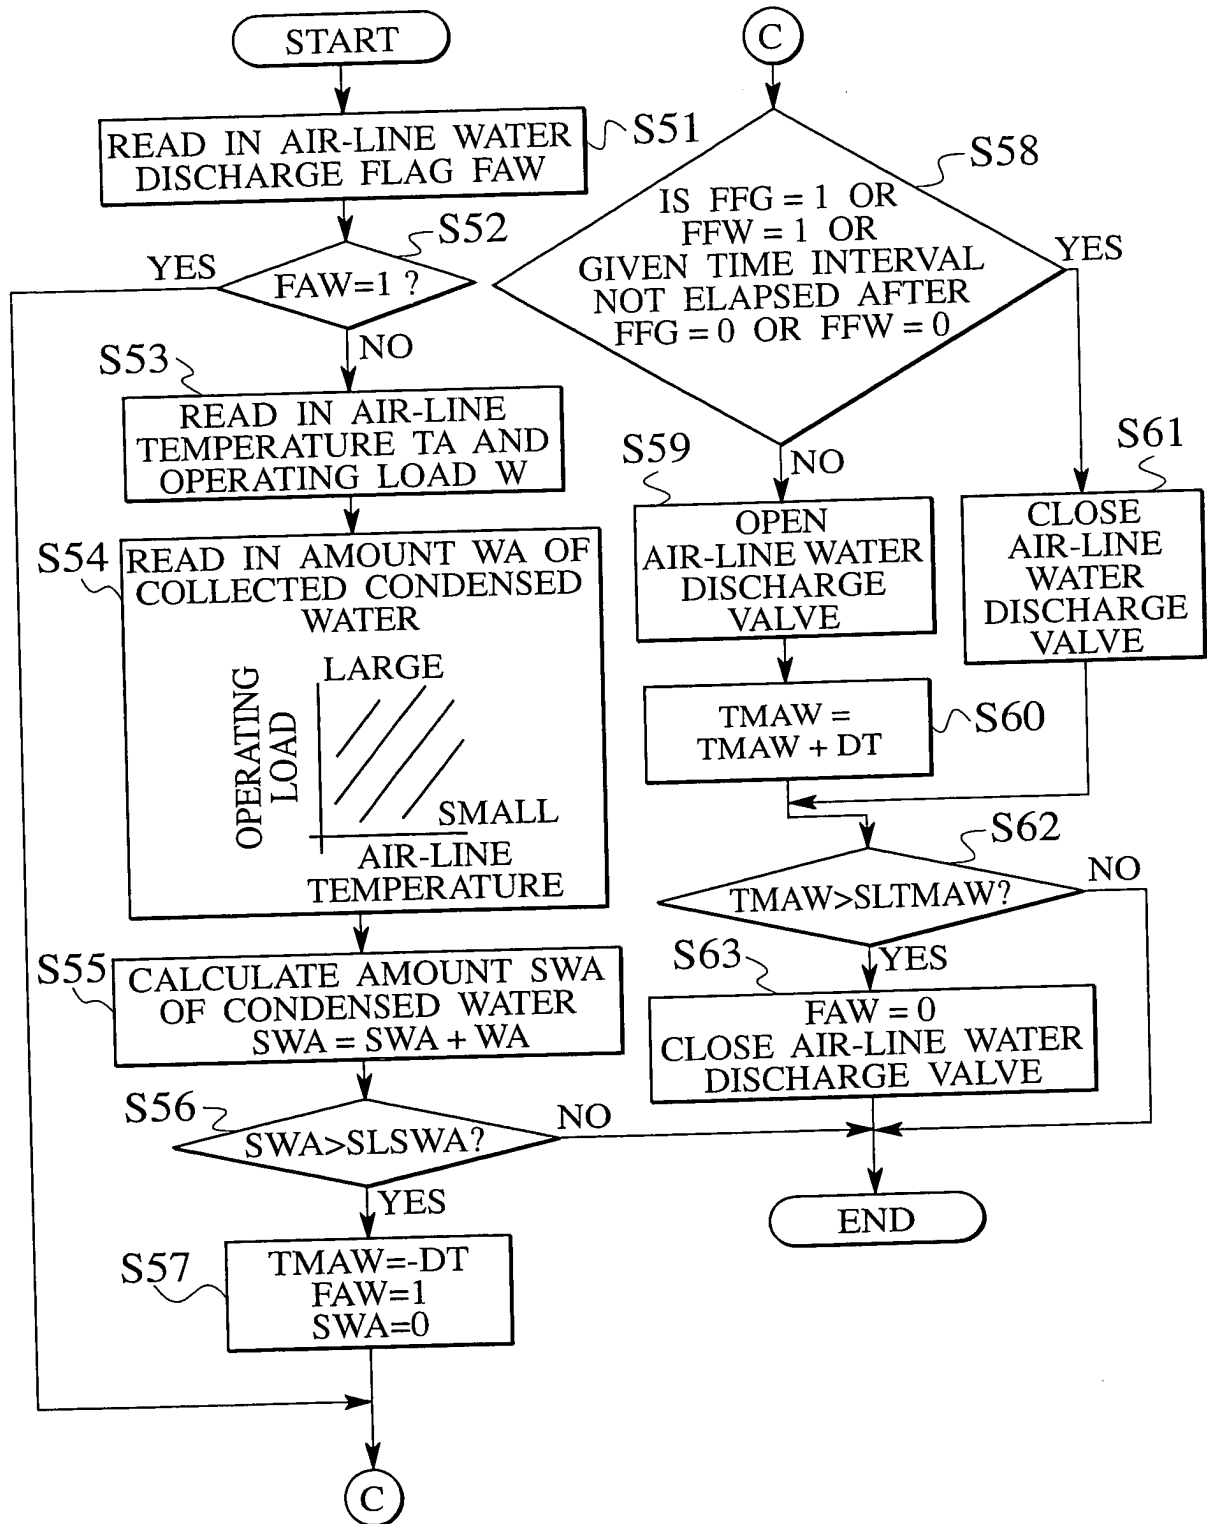 START
READ IN AIR-LINE WATER
DISCHARGE FLAG FAW
S51
S52
YES
FAW=1 ?
NO
S53
READ IN AIR-LINE
TEMPERATURE TA AND
OPERATING LOAD W
S54
READ IN AMOUNT WA OF
COLLECTED CONDENSED
WATER
OPERATING
LOAD
LARGE
SMALL
AIR-LINE
TEMPERATURE
S55
CALCULATE AMOUNT SWA
OF CONDENSED WATER
SWA = SWA + WA
S56
SWA>SLSWA?
NO
YES
S57
TMAW=-DT
FAW=1
SWA=0
C
C
S58
IS FFG = 1 OR
FFW = 1 OR
GIVEN TIME INTERVAL
NOT ELAPSED AFTER
FFG = 0 OR FFW = 0
YES
NO
S59
OPEN
AIR-LINE WATER
DISCHARGE
VALVE
S61
CLOSE
AIR-LINE
WATER
DISCHARGE
VALVE
TMAW =
TMAW + DT
S60
S62
TMAW>SLTMAW?
NO
YES
S63
FAW = 0
CLOSE AIR-LINE WATER
DISCHARGE VALVE
END